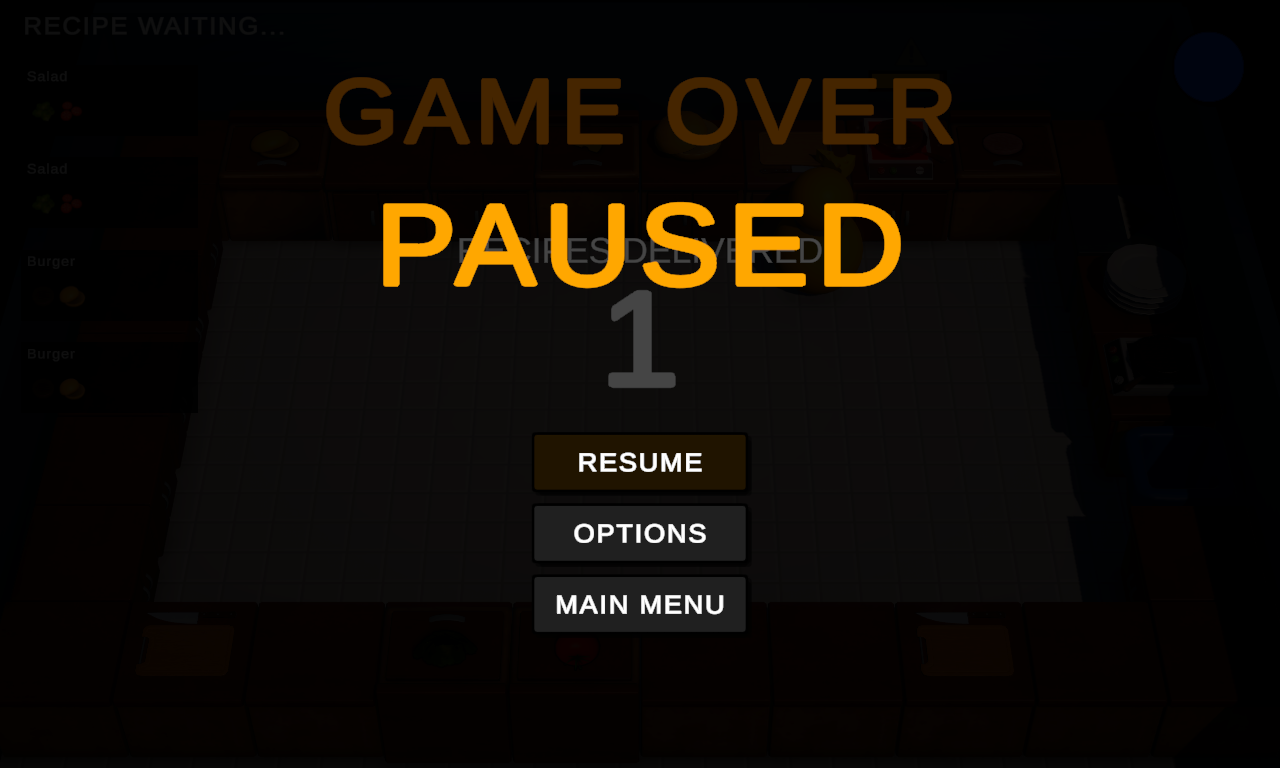 RECIPE WAITING...
Salad
Salad
Burger
Burger
GAME OVER
PAUSED
RECIPES DELIVERED
1
RESUME
OPTIONS
MAIN MENU